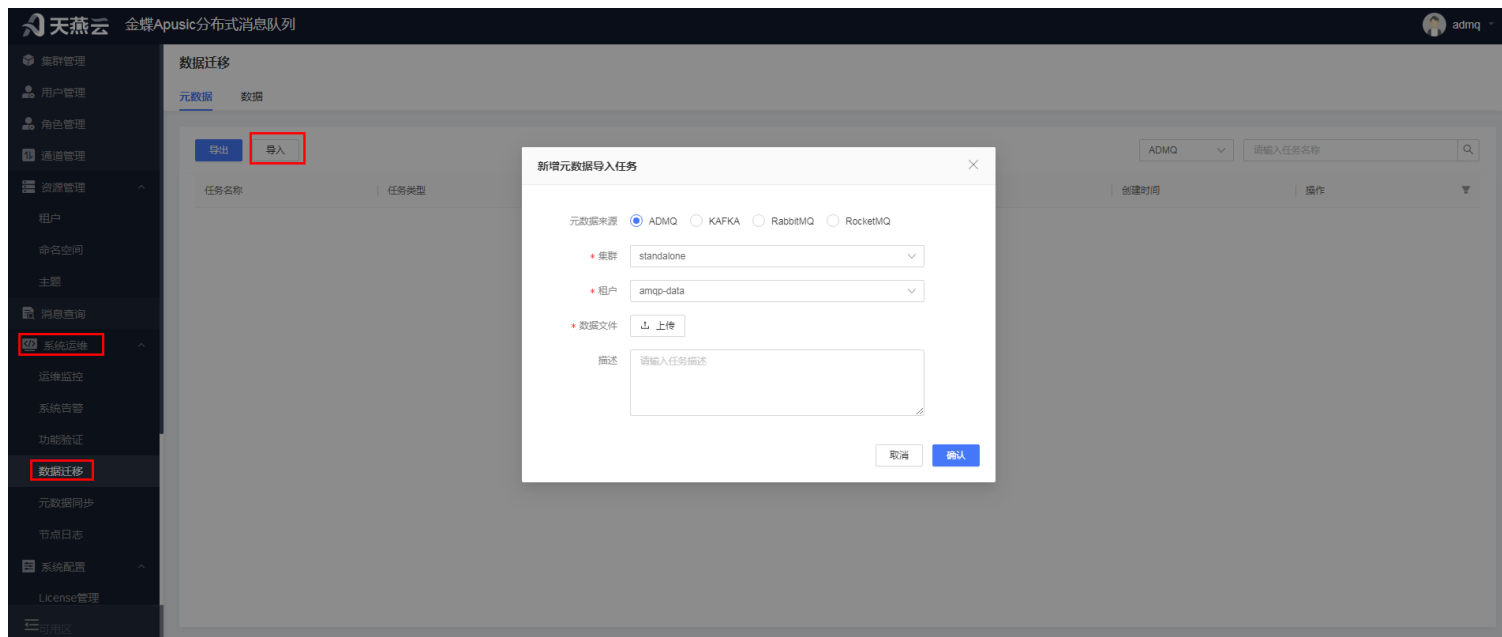 天燕云 金蝶Apusic分布式消息队列
admq
集群管理
用户管理
角色管理
通道管理
资源管理
租户
命名空间
主题
消息查询
系统运维
运维监控
系统告警
功能验证
数据迁移
元数据同步
节点日志
系统配置
License管理
可用区
数据迁移
元数据 数据
导出 导入
ADMQ 请输入任务名称
任务名称 任务类型 创建时间 操作
新增元数据导入任务
元数据来源 ADMQ KAFKA RabbitMQ RocketMQ
* 集群 standalone
* 租户 amqp-data
* 数据文件 上传
描述 请输入任务描述
取消 确认